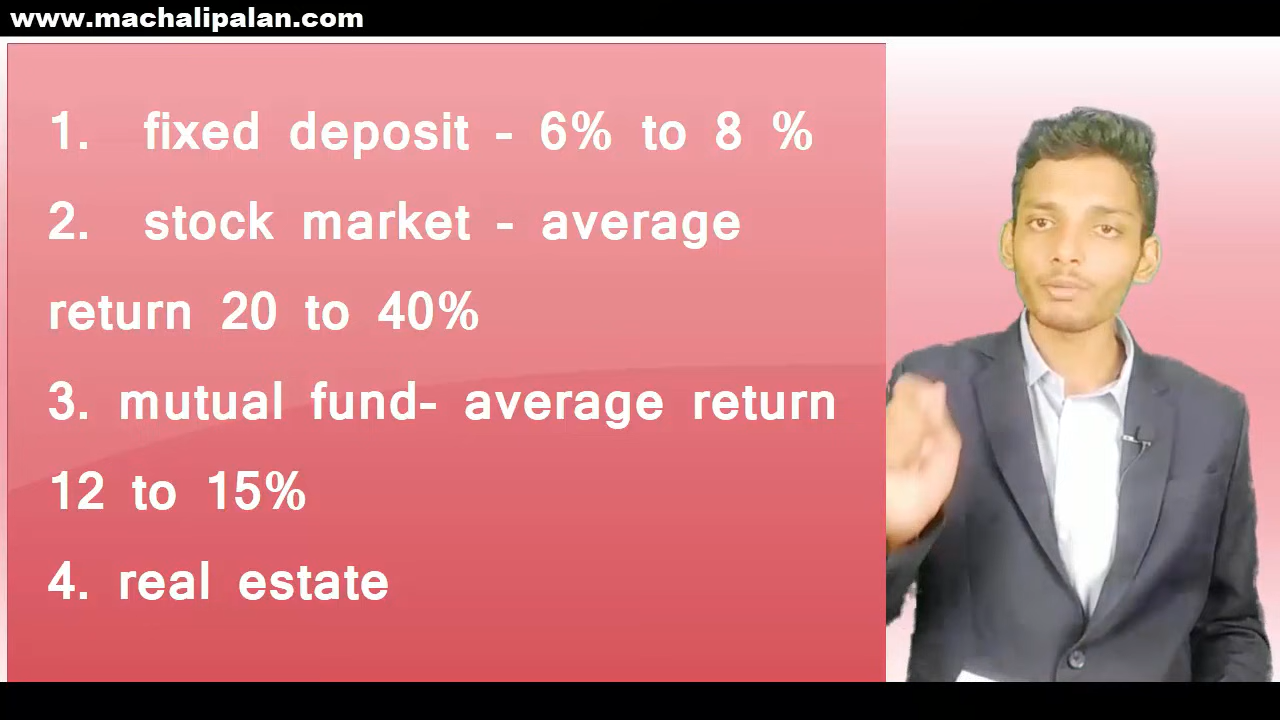 www.machalipalan.com
1. fixed deposit - 6% to 8 %
2. stock market - average
return 20 to 40%
3. mutual fund- average return
12 to 15%
4. real estate